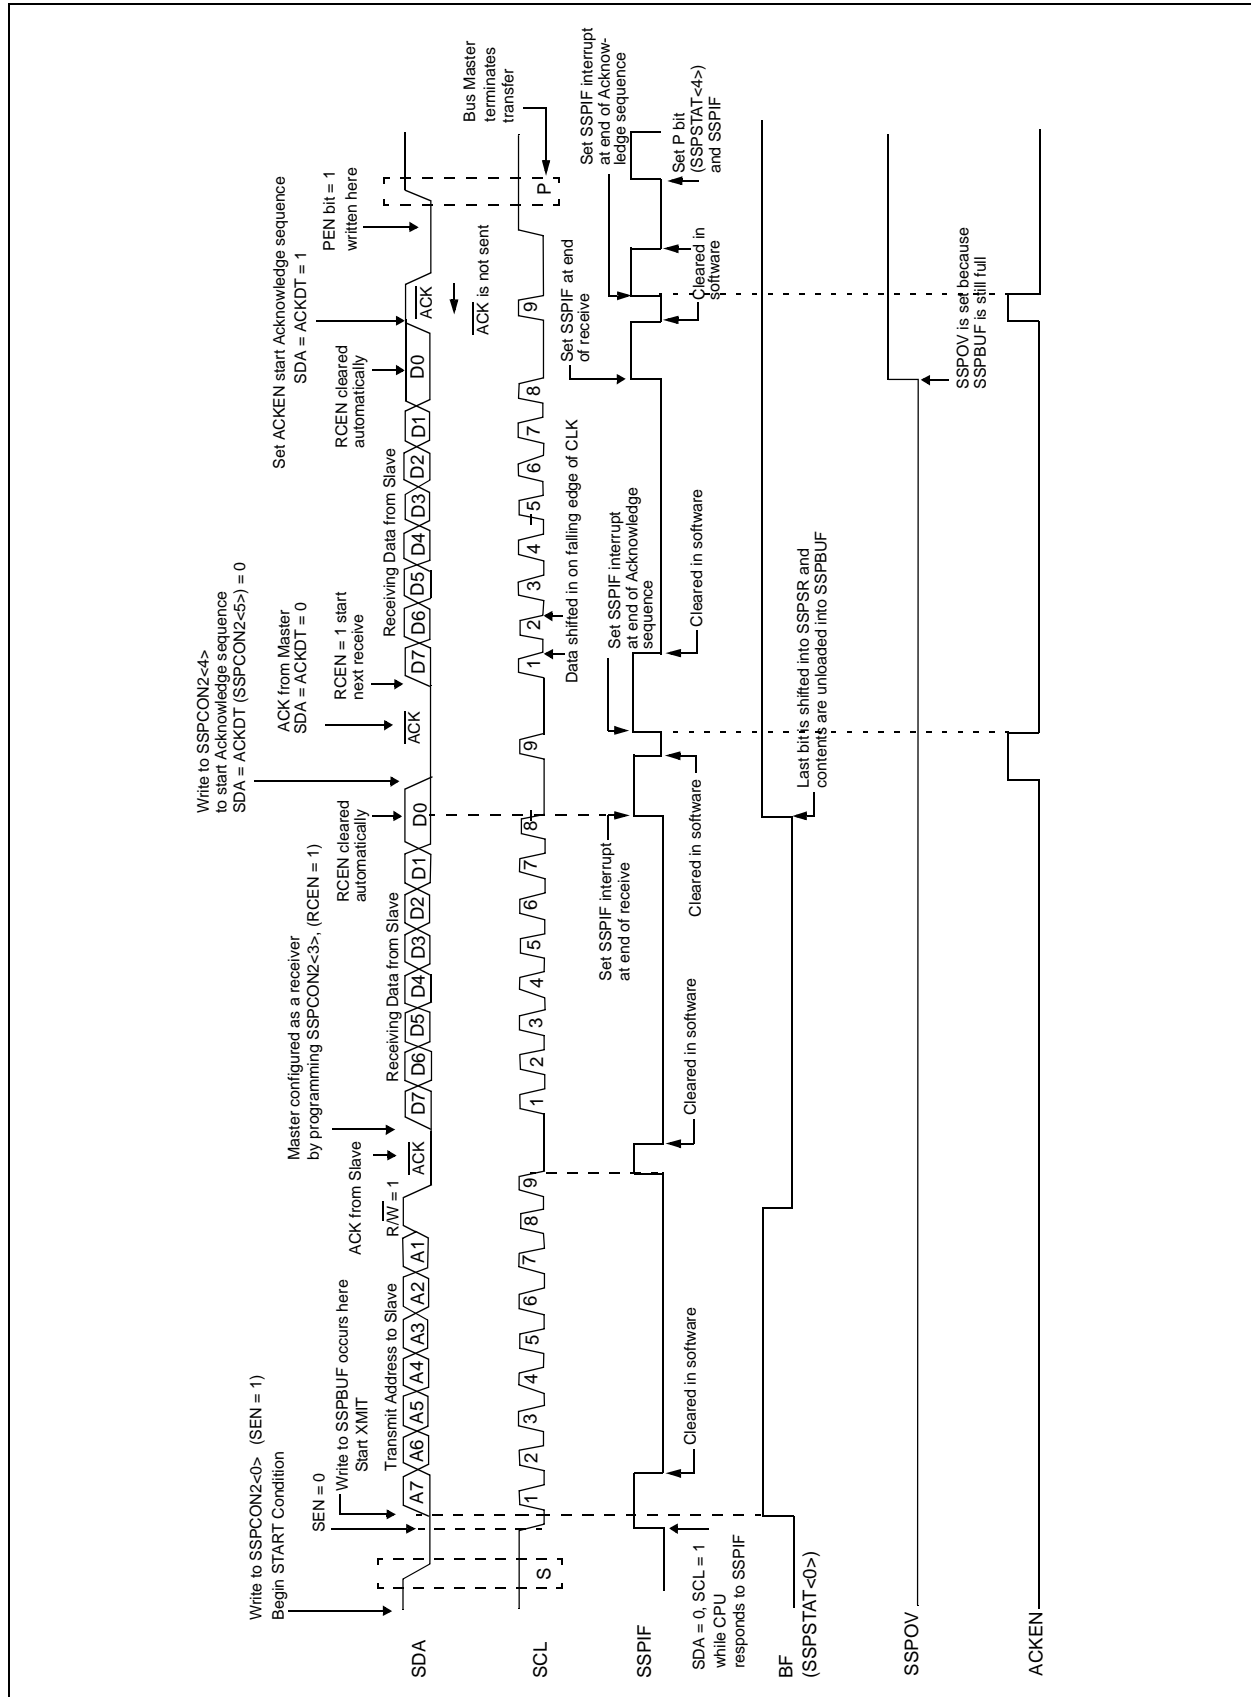 Write to SSPCON2<0> (SEN = 1)
Begin START Condition
SEN = 0
Write to SSPBUF occurs here
Start XMIT
Transmit Address to Slave
R/W = 1
ACK from Slave
Master configured as a receiver
by programming SSPCON2<3>, (RCEN = 1)
Receiving Data from Slave
RCEN cleared
automatically
Write to SSPCON2<4>
to start Acknowledge sequence
SDA = ACKDT (SSPCON2<5>) = 0
ACK from Master
SDA = ACKDT = 0
RCEN = 1 start
next receive
Receiving Data from Slave
RCEN cleared
automatically
Set ACKEN start Acknowledge sequence
SDA = ACKDT = 1
PEN bit = 1
written here
SDA
A7 A6 A5 A4 A3 A2 A1
ACK
D7 D6 D5 D4 D3 D2 D1 D0
ACK
D7 D6 D5 D4 D3 D2 D1 D0
ACK
ACK is not sent
Bus Master
terminates
transfer
SCL
S
1 2 3 4 5 6 7 8 9
1 2 3 4 5 6 7 8
9
1 2 3 4 5 6 7 8
9
P
Data shifted in on falling edge of CLK
Set SSPIF interrupt
at end of receive
Set SSPIF interrupt
at end of Acknowledge
sequence
Set SSPIF at end
of receive
Set SSPIF interrupt
at end of Acknow-
ledge sequence
SSPIF
SDA = 0, SCL = 1
while CPU
responds to SSPIF
Cleared in software
Cleared in software
Cleared in software
Cleared in software
Cleared in
software
Set P bit
(SSPSTAT<4>)
and SSPIF
BF
(SSPSTAT<0>)
Last bit is shifted into SSPSR and
contents are unloaded into SSPBUF
SSPOV
SSPOV is set because
SSPBUF is still full
ACKEN